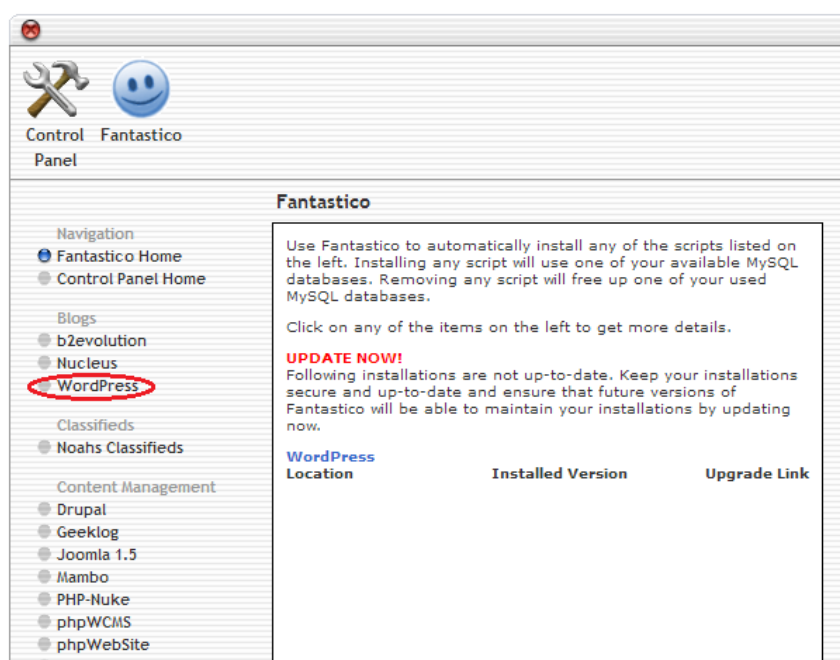 Control Fantastico
Panel
Fantastico
Navigation
Fantastico Home
Control Panel Home
Blogs
b2evolution
Nucleus
WordPress
Classifieds
Noahs Classifieds
Content Management
Drupal
Geeklog
Joomla 1.5
Mambo
PHP-Nuke
phpWCMS
phpWebSite
Use Fantastico to automatically install any of the scripts listed on
the left. Installing any script will use one of your available MySQL
databases. Removing any script will free up one of your used
MySQL databases.
Click on any of the items on the left to get more details.
UPDATE NOW!
Following installations are not up-to-date. Keep your installations
secure and up-to-date and ensure that future versions of
Fantastico will be able to maintain your installations by updating
now.
WordPress
Location Installed Version Upgrade Link